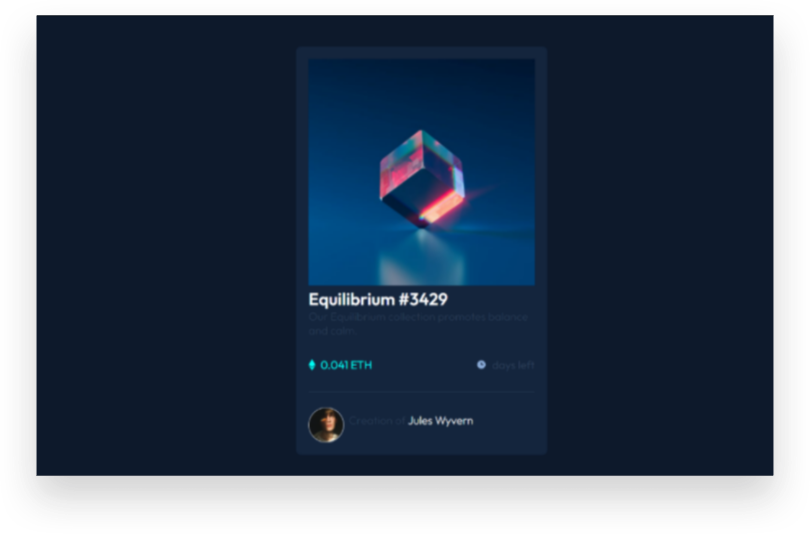 Equilibrium #3429
Our Equilibrium collection promotes balance
and calm.
0.041 ETH
days left
Creation of Jules Wyvern